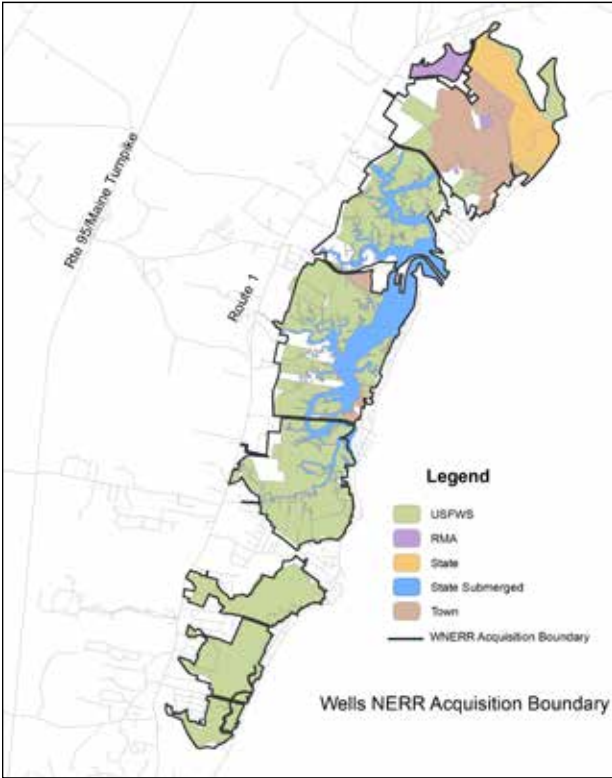 Rte 95/Maine Turnpike
Route 1
Legend
USFWS
RMA
State
State Submerged
Town
WNERR Acquisition Boundary
Wells NERR Acquisition Boundary